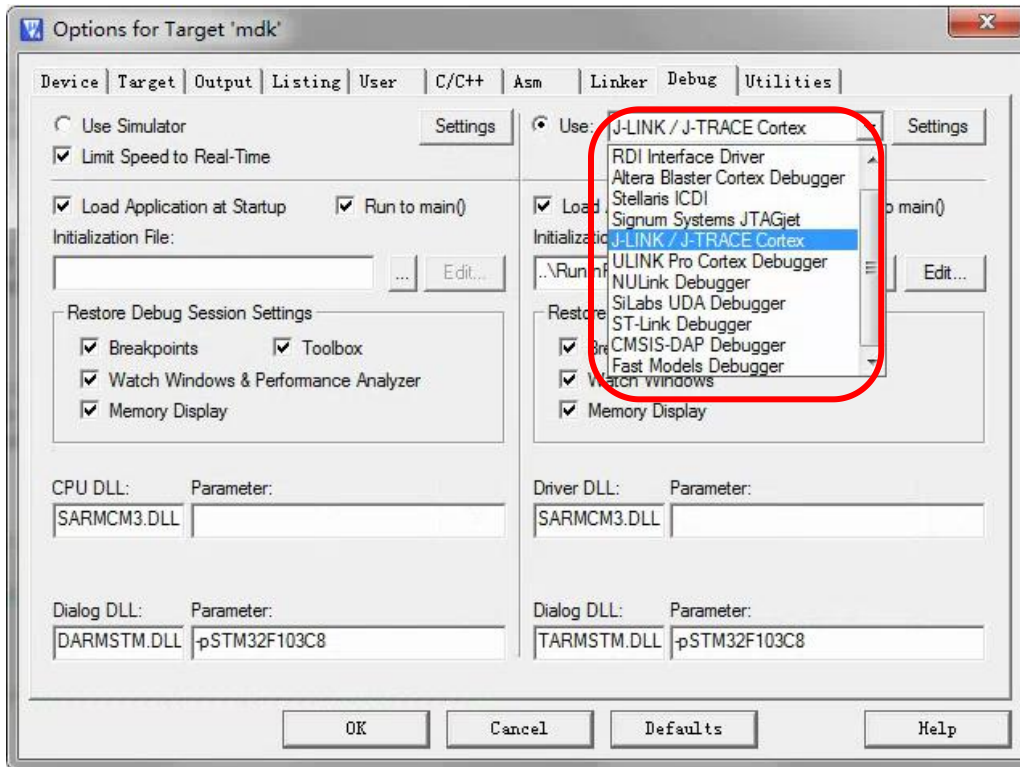 Options for Target 'mdk'
Device Target Output Listing User C/C++ Asm Linker Debug Utilities
Use Simulator
Settings
Limit Speed to Real-Time
Load Application at Startup
Run to main()
Initialization File:
...
Edit...
Restore Debug Session Settings
Breakpoints
Toolbox
Watch Windows & Performance Analyzer
Memory Display
CPU DLL:
Parameter:
SARMCM3.DLL
Dialog DLL:
Parameter:
DARMSTM.DLL
-pSTM32F103C8
Use:
J-LINK / J-TRACE Cortex
Settings
RDI Interface Driver
Altera Blaster Cortex Debugger
Stellaris ICDI
Signum Systems JTAGjet
J-LINK / J-TRACE Cortex
ULINK Pro Cortex Debugger
NULink Debugger
SiLabs UDA Debugger
ST-Link Debugger
CMSIS-DAP Debugger
Fast Models Debugger
Load
main()
Edit...
Restore
Watch Windows
Memory Display
Driver DLL:
Parameter:
SARMCM3.DLL
Dialog DLL:
Parameter:
TARMSTM.DLL
-pSTM32F103C8
OK
Cancel
Defaults
Help